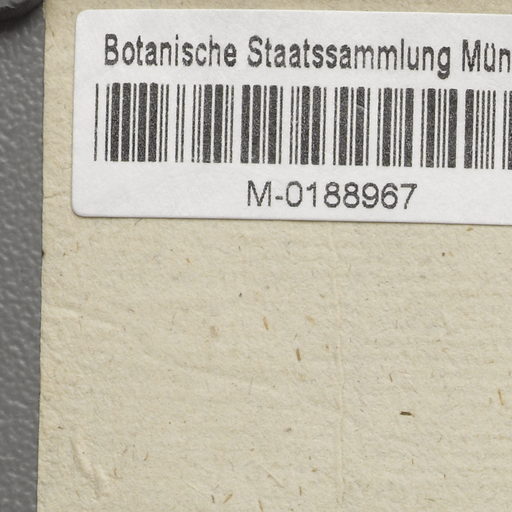 Botanische Staatssammlung Mün
M-0188967